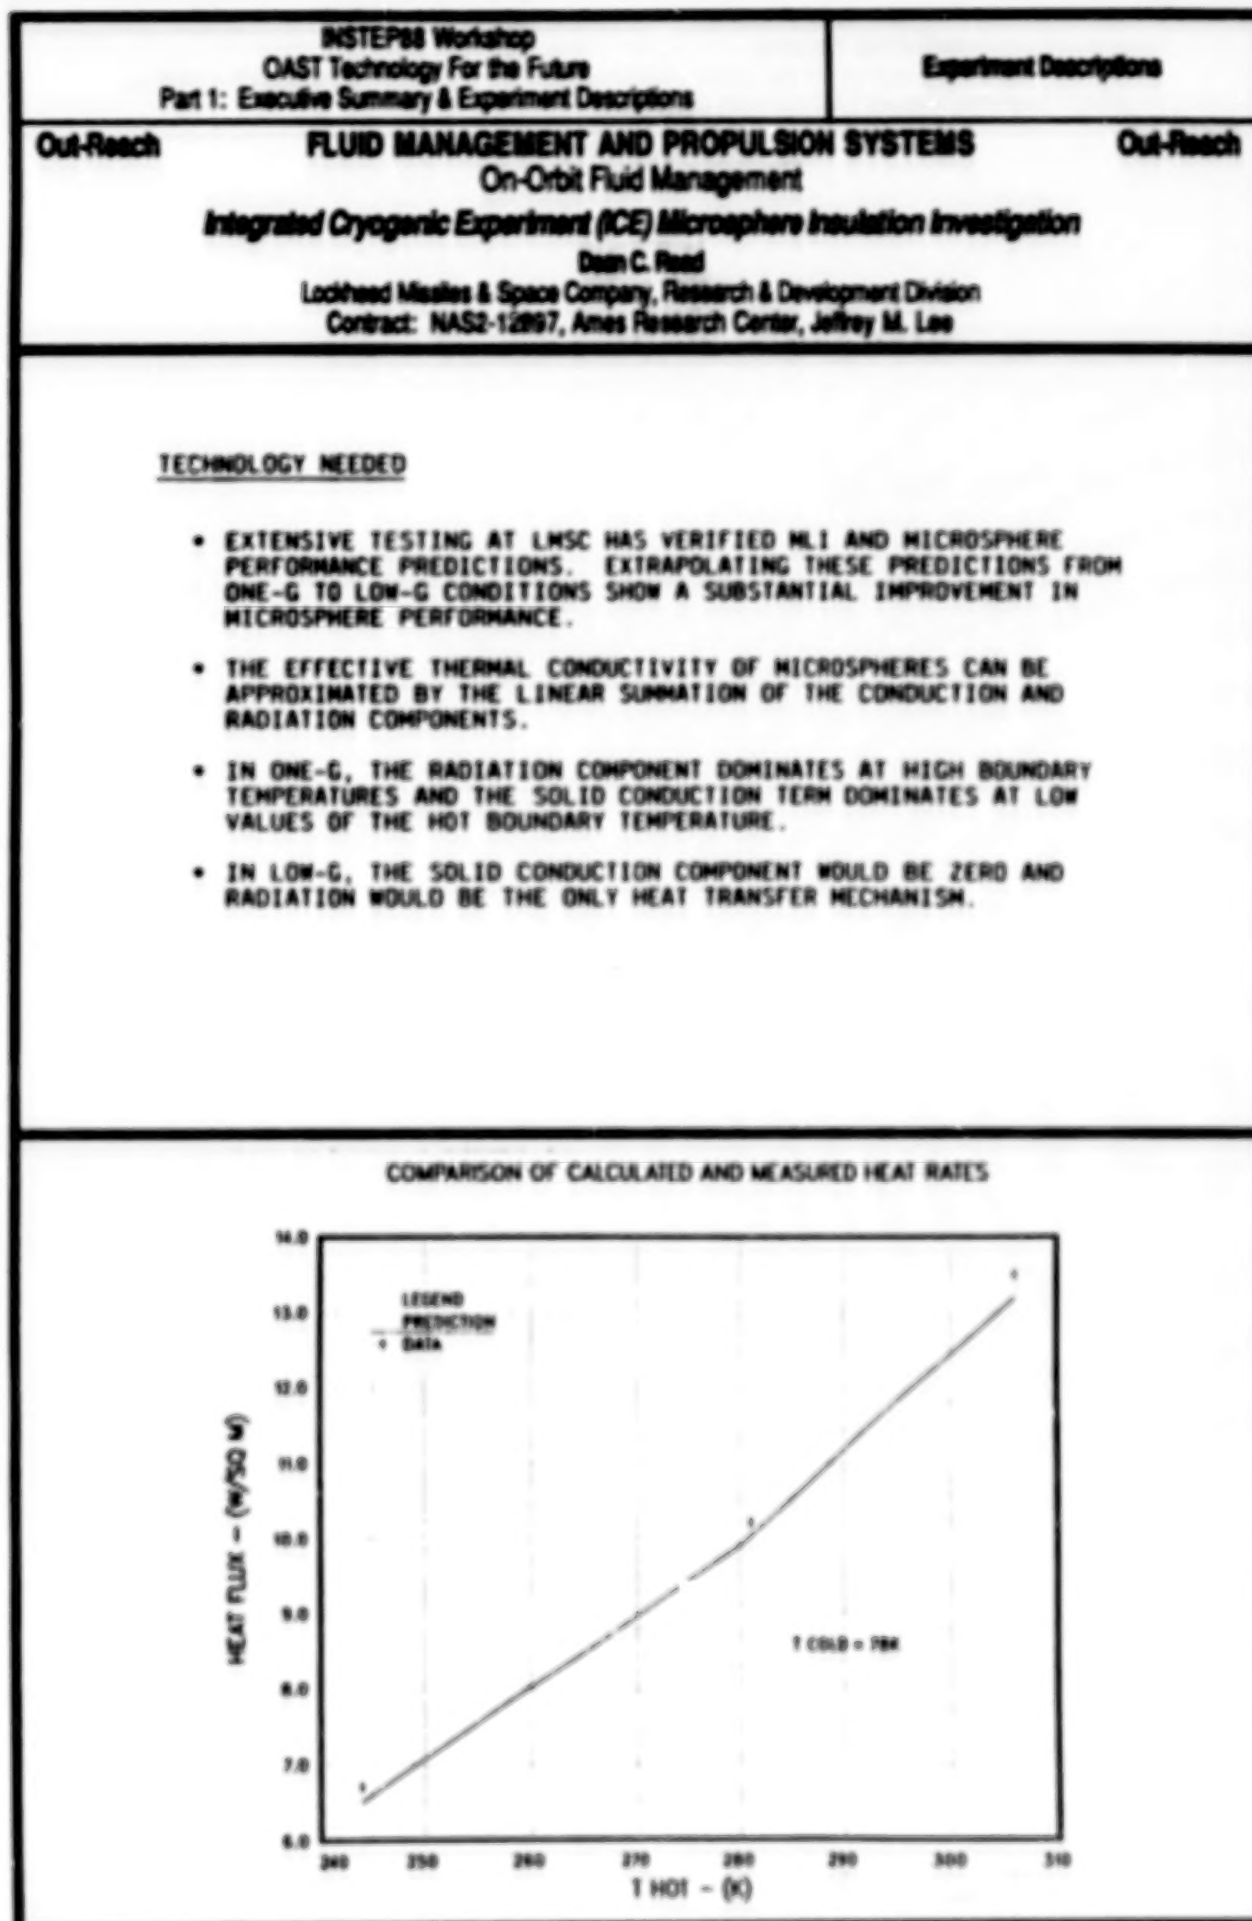 INSTEP88 Workshop
OAST Technology For the Future
Part 1: Executive Summary & Experiment Descriptions
Experiment Descriptions
Out-Reach
FLUID MANAGEMENT AND PROPULSION SYSTEMS
Out-Reach
On-Orbit Fluid Management
Integrated Cryogenic Experiment (ICE) Microsphere Insulation Investigation
Dean C. Read
Lockheed Missiles & Space Company, Research & Development Division
Contract: NAS2-12897, Ames Research Center, Jeffrey M. Lee
TECHNOLOGY NEEDED
• EXTENSIVE TESTING AT LMSC HAS VERIFIED MLI AND MICROSPHERE
PERFORMANCE PREDICTIONS. EXTRAPOLATING THESE PREDICTIONS FROM
ONE-G TO LOW-G CONDITIONS SHOW A SUBSTANTIAL IMPROVEMENT IN
MICROSPHERE PERFORMANCE.
• THE EFFECTIVE THERMAL CONDUCTIVITY OF MICROSPHERES CAN BE
APPROXIMATED BY THE LINEAR SUMMATION OF THE CONDUCTION AND
RADIATION COMPONENTS.
• IN ONE-G, THE RADIATION COMPONENT DOMINATES AT HIGH BOUNDARY
TEMPERATURES AND THE SOLID CONDUCTION TERM DOMINATES AT LOW
VALUES OF THE HOT BOUNDARY TEMPERATURE.
• IN LOW-G, THE SOLID CONDUCTION COMPONENT WOULD BE ZERO AND
RADIATION WOULD BE THE ONLY HEAT TRANSFER MECHANISM.
COMPARISON OF CALCULATED AND MEASURED HEAT RATES
14.0
13.0
12.0
11.0
10.0
9.0
8.0
7.0
6.0
HEAT FLUX - (W/SQ M)
LEGEND
PREDICTION
DATA
T COLD = 78K
240 250 260 270 280 290 300 310
T HOT - (K)